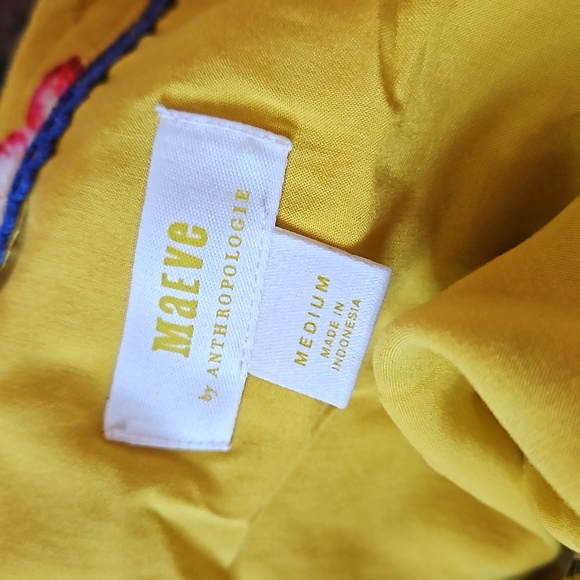 MaEVe
by ANTHROPOLOGIE
MEDIUM
MADE IN
INDONESIA